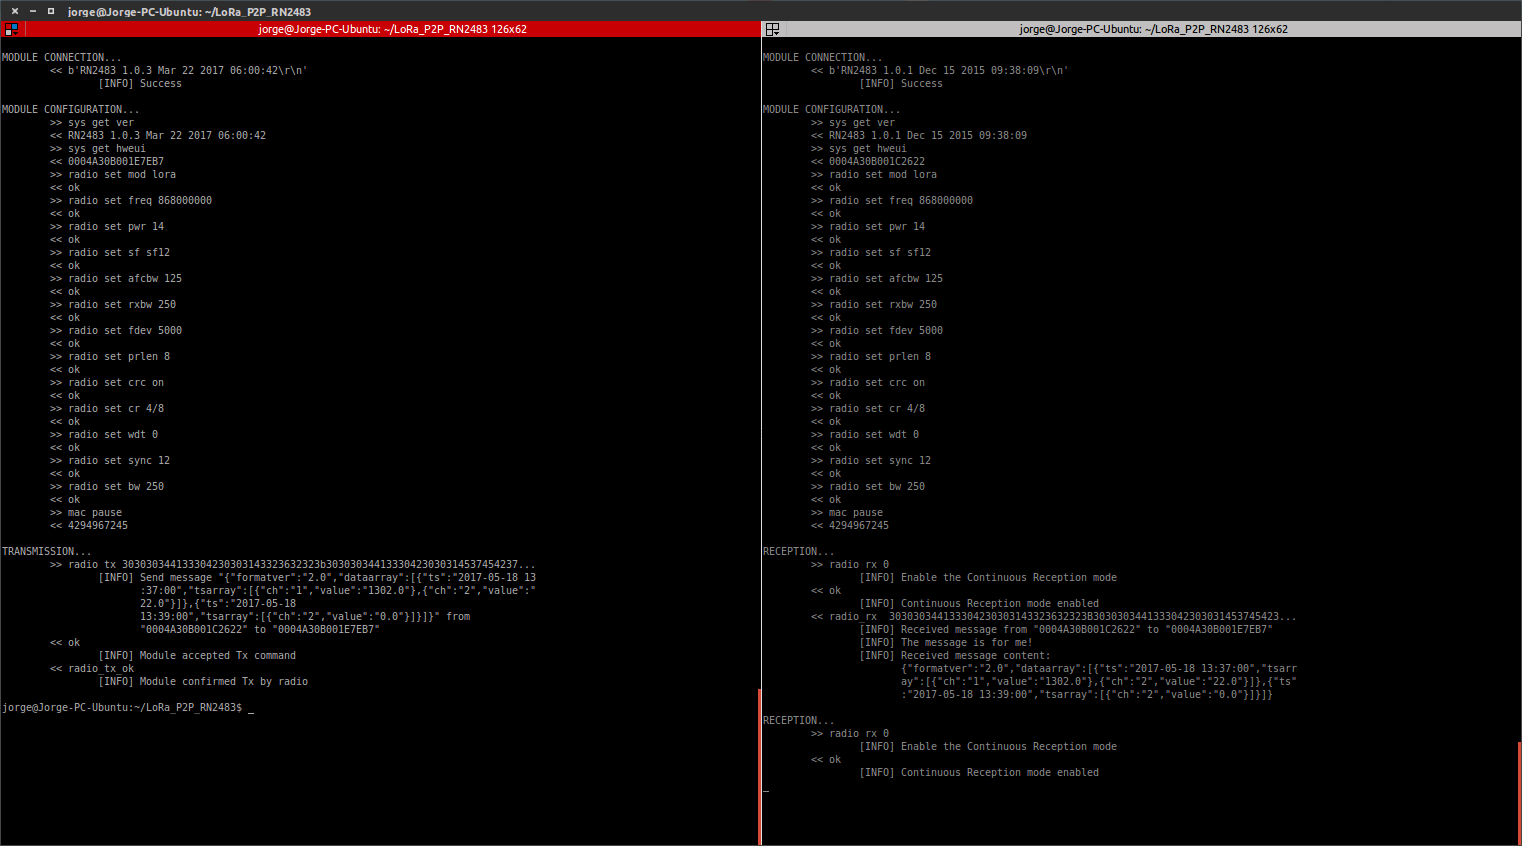 jorge@Jorge-PC-Ubuntu: ~/LoRa_P2P_RN2483
jorge@Jorge-PC-Ubuntu: ~/LoRa_P2P_RN2483 126x62
MODULE CONNECTION...
<< b'RN2483 1.0.3 Mar 22 2017 06:00:42\r\n'
[INFO] Success
MODULE CONFIGURATION...
>> sys get ver
<< RN2483 1.0.3 Mar 22 2017 06:00:42
>> sys get hweui
<< 0004A30B001E7EB7
>> radio set mod lora
<< ok
>> radio set freq 868000000
<< ok
>> radio set pwr 14
<< ok
>> radio set sf sf12
<< ok
>> radio set afcbw 125
<< ok
>> radio set rxbw 250
<< ok
>> radio set fdev 5000
<< ok
>> radio set prlen 8
<< ok
>> radio set crc on
<< ok
>> radio set cr 4/8
<< ok
>> radio set wdt 0
<< ok
>> radio set sync 12
<< ok
>> radio set bw 250
<< ok
>> mac pause
<< 4294967245
TRANSMISSION...
>> radio tx 30303034413330423030314332363232​3b303030344133304230303145374542​37...
[INFO] Send message "{"formatver":"2.0","dataarray":[{"ts":"2017-05-18 13
:37:00","tsarray":[{"ch":"1","value":"1302.0"},{"ch":"2","value":"
22.0"}]},{"ts":"2017-05-18
13:39:00","tsarray":[{"ch":"2","value":"0.0"}]}]}" from
"0004A30B001C2622" to "0004A30B001E7EB7"
<< ok
[INFO] Module accepted Tx command
<< radio_tx_ok
[INFO] Module confirmed Tx by radio
jorge@Jorge-PC-Ubuntu:~/LoRa_P2P_RN2483$ _
jorge@Jorge-PC-Ubuntu: ~/LoRa_P2P_RN2483 126x62
MODULE CONNECTION...
<< b'RN2483 1.0.1 Dec 15 2015 09:38:09\r\n'
[INFO] Success
MODULE CONFIGURATION...
>> sys get ver
<< RN2483 1.0.1 Dec 15 2015 09:38:09
>> sys get hweui
<< 0004A30B001C2622
>> radio set mod lora
<< ok
>> radio set freq 868000000
<< ok
>> radio set pwr 14
<< ok
>> radio set sf sf12
<< ok
>> radio set afcbw 125
<< ok
>> radio set rxbw 250
<< ok
>> radio set fdev 5000
<< ok
>> radio set prlen 8
<< ok
>> radio set crc on
<< ok
>> radio set cr 4/8
<< ok
>> radio set wdt 0
<< ok
>> radio set sync 12
<< ok
>> radio set bw 250
<< ok
>> mac pause
<< 4294967245
RECEPTION...
>> radio rx 0
[INFO] Enable the Continuous Reception mode
<< ok
[INFO] Continuous Reception mode enabled
<< radio_rx  303030344133304230303143323632323B30303034413330423030314537454​23...
[INFO] Received message from "0004A30B001C2622" to "0004A30B001E7EB7"
[INFO] The message is for me!
[INFO] Received message content:
{"formatver":"2.0","dataarray":[{"ts":"2017-05-18 13:37:00","tsarr
ay":[{"ch":"1","value":"1302.0"},{"ch":"2","value":"22.0"}]},{"ts"
:"2017-05-18 13:39:00","tsarray":[{"ch":"2","value":"0.0"}]}]}
RECEPTION...
>> radio rx 0
[INFO] Enable the Continuous Reception mode
<< ok
[INFO] Continuous Reception mode enabled
_